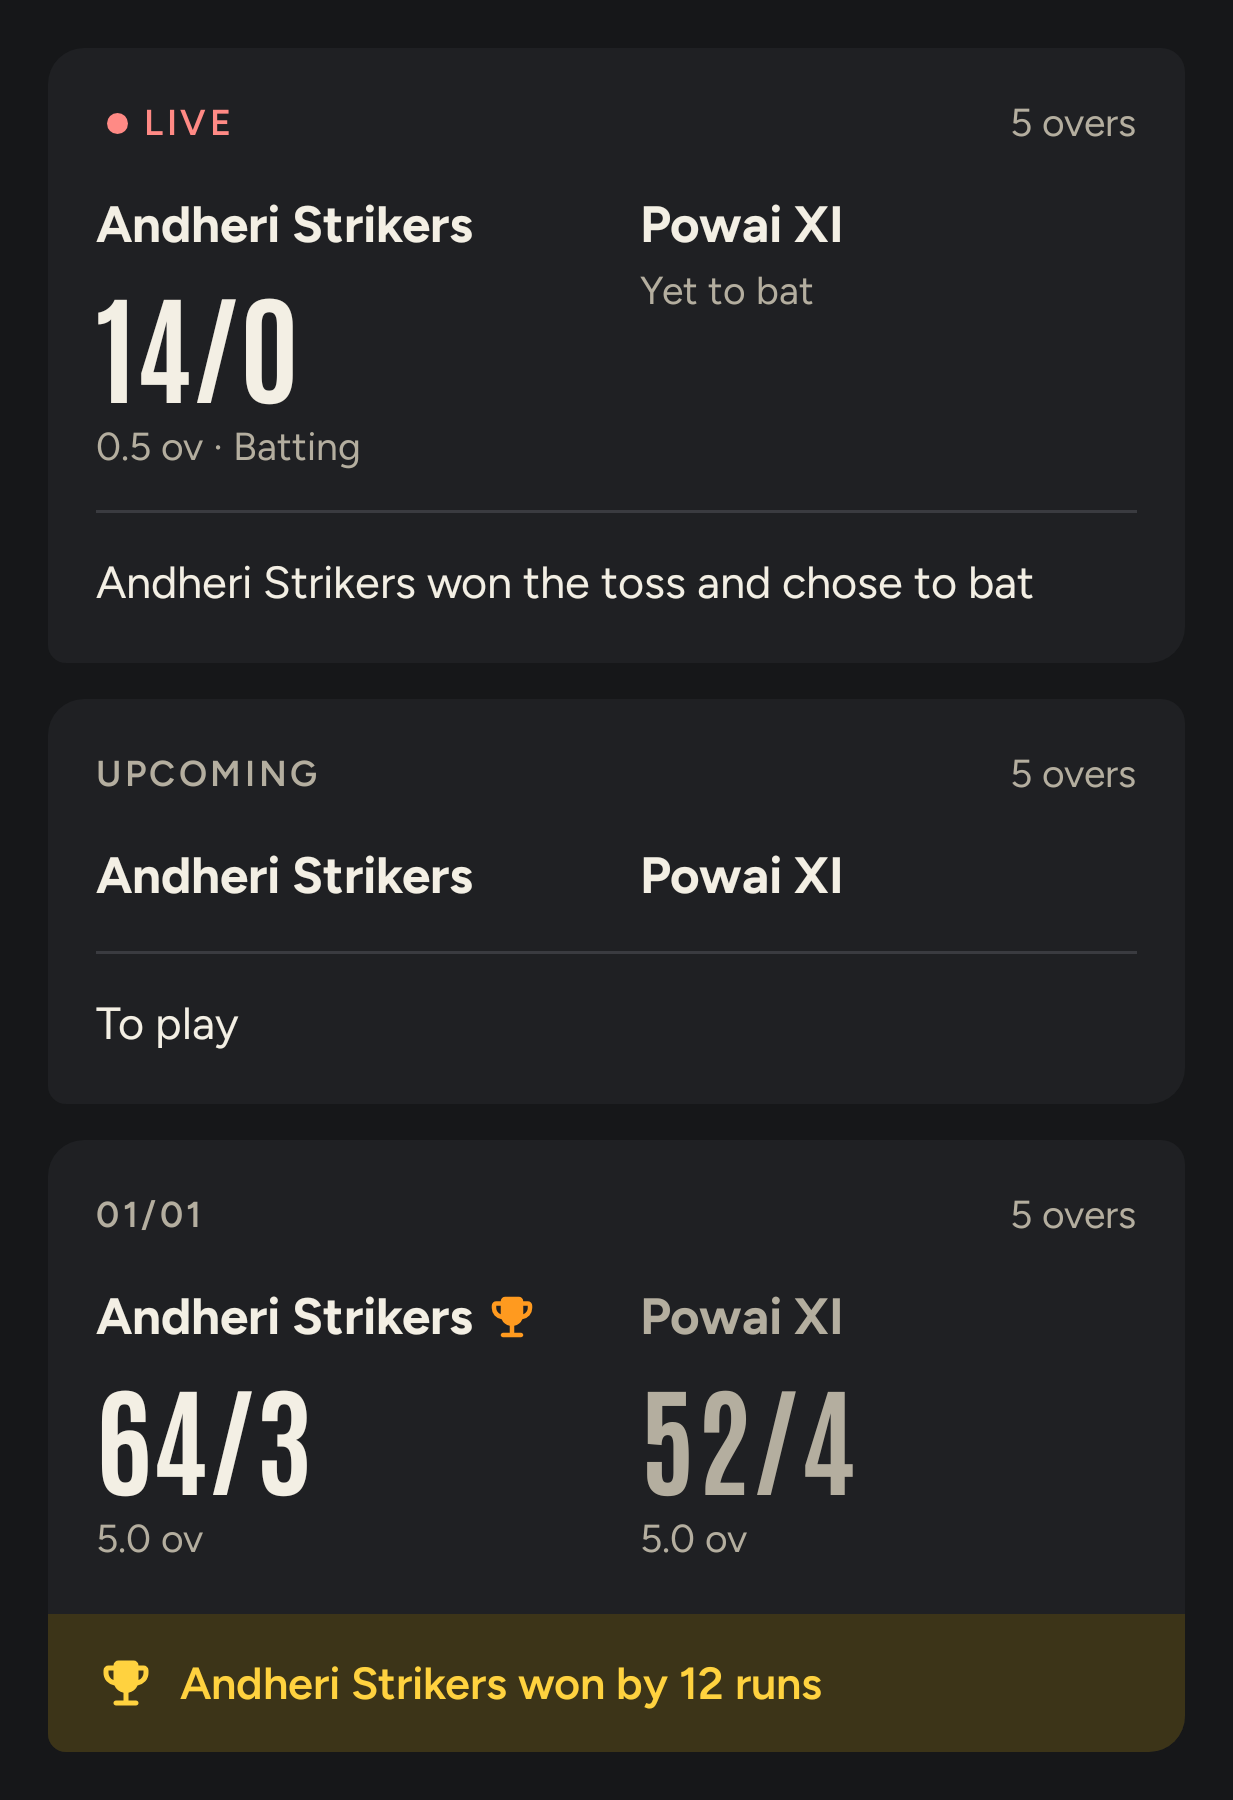 LIVE 5 overs
Andheri Strikers Powai XI
Yet to bat
14/0
0.5 ov · Batting
Andheri Strikers won the toss and chose to bat
UPCOMING 5 overs
Andheri Strikers Powai XI
To play
01/01 5 overs
Andheri Strikers Powai XI
64/3 52/4
5.0 ov 5.0 ov
Andheri Strikers won by 12 runs